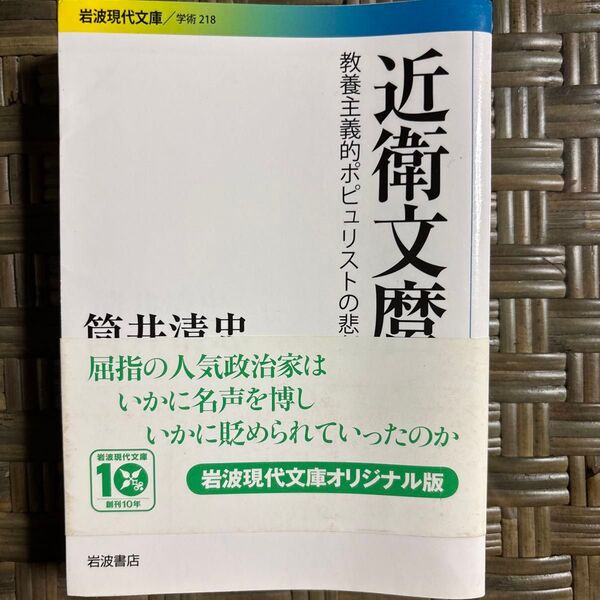 岩波現代文庫／学術 218
近衛文麿
教養主義的ポピュリストの悲
筒井清忠
屈指の人気政治家は
いかに名声を博し
いかに貶められていったのか
岩波現代文庫
10
創刊10年
岩波現代文庫オリジナル版
岩波書店